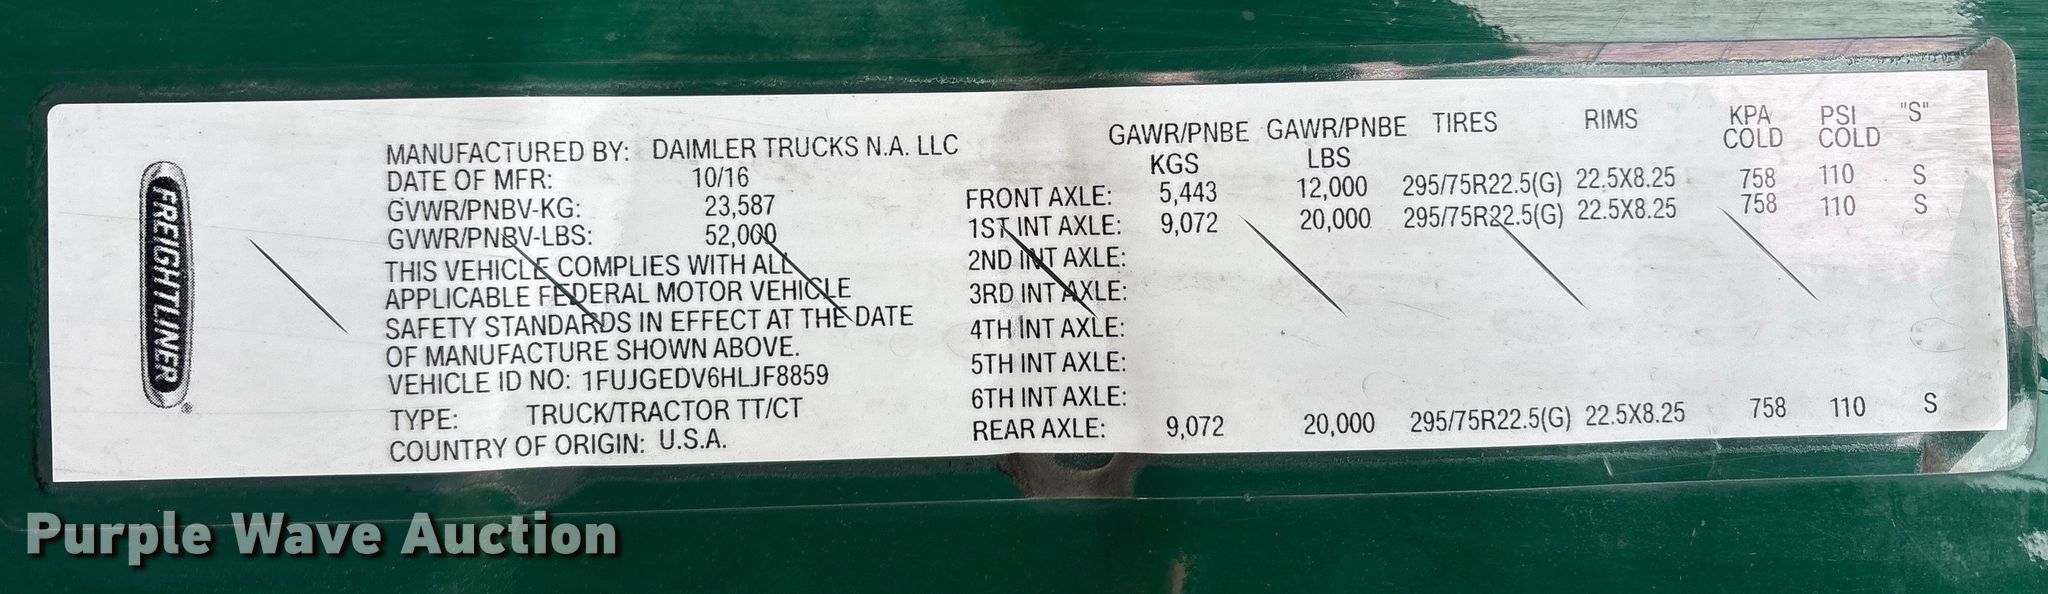 FREIGHTLINER
MANUFACTURED BY: DAIMLER TRUCKS N.A. LLC
DATE OF MFR: 10/16
GVWR/PNBV-KG: 23,587
GVWR/PNBV-LBS: 52,000
THIS VEHICLE COMPLIES WITH ALL
APPLICABLE FEDERAL MOTOR VEHICLE
SAFETY STANDARDS IN EFFECT AT THE DATE
OF MANUFACTURE SHOWN ABOVE.
VEHICLE ID NO: 1FUJGEDV6HLJF8859
TYPE: TRUCK/TRACTOR TT/CT
COUNTRY OF ORIGIN: U.S.A.
GAWR/PNBE GAWR/PNBE TIRES RIMS KPA PSI "S"
KGS LBS COLD COLD
FRONT AXLE: 5,443 12,000 295/75R22.5(G) 22.5X8.25 758 110 S
1ST INT AXLE: 9,072 20,000 295/75R22.5(G) 22.5X8.25 758 110 S
2ND INT AXLE:
3RD INT AXLE:
4TH INT AXLE:
5TH INT AXLE:
6TH INT AXLE:
REAR AXLE: 9,072 20,000 295/75R22.5(G) 22.5X8.25 758 110 S
Purple Wave Auction